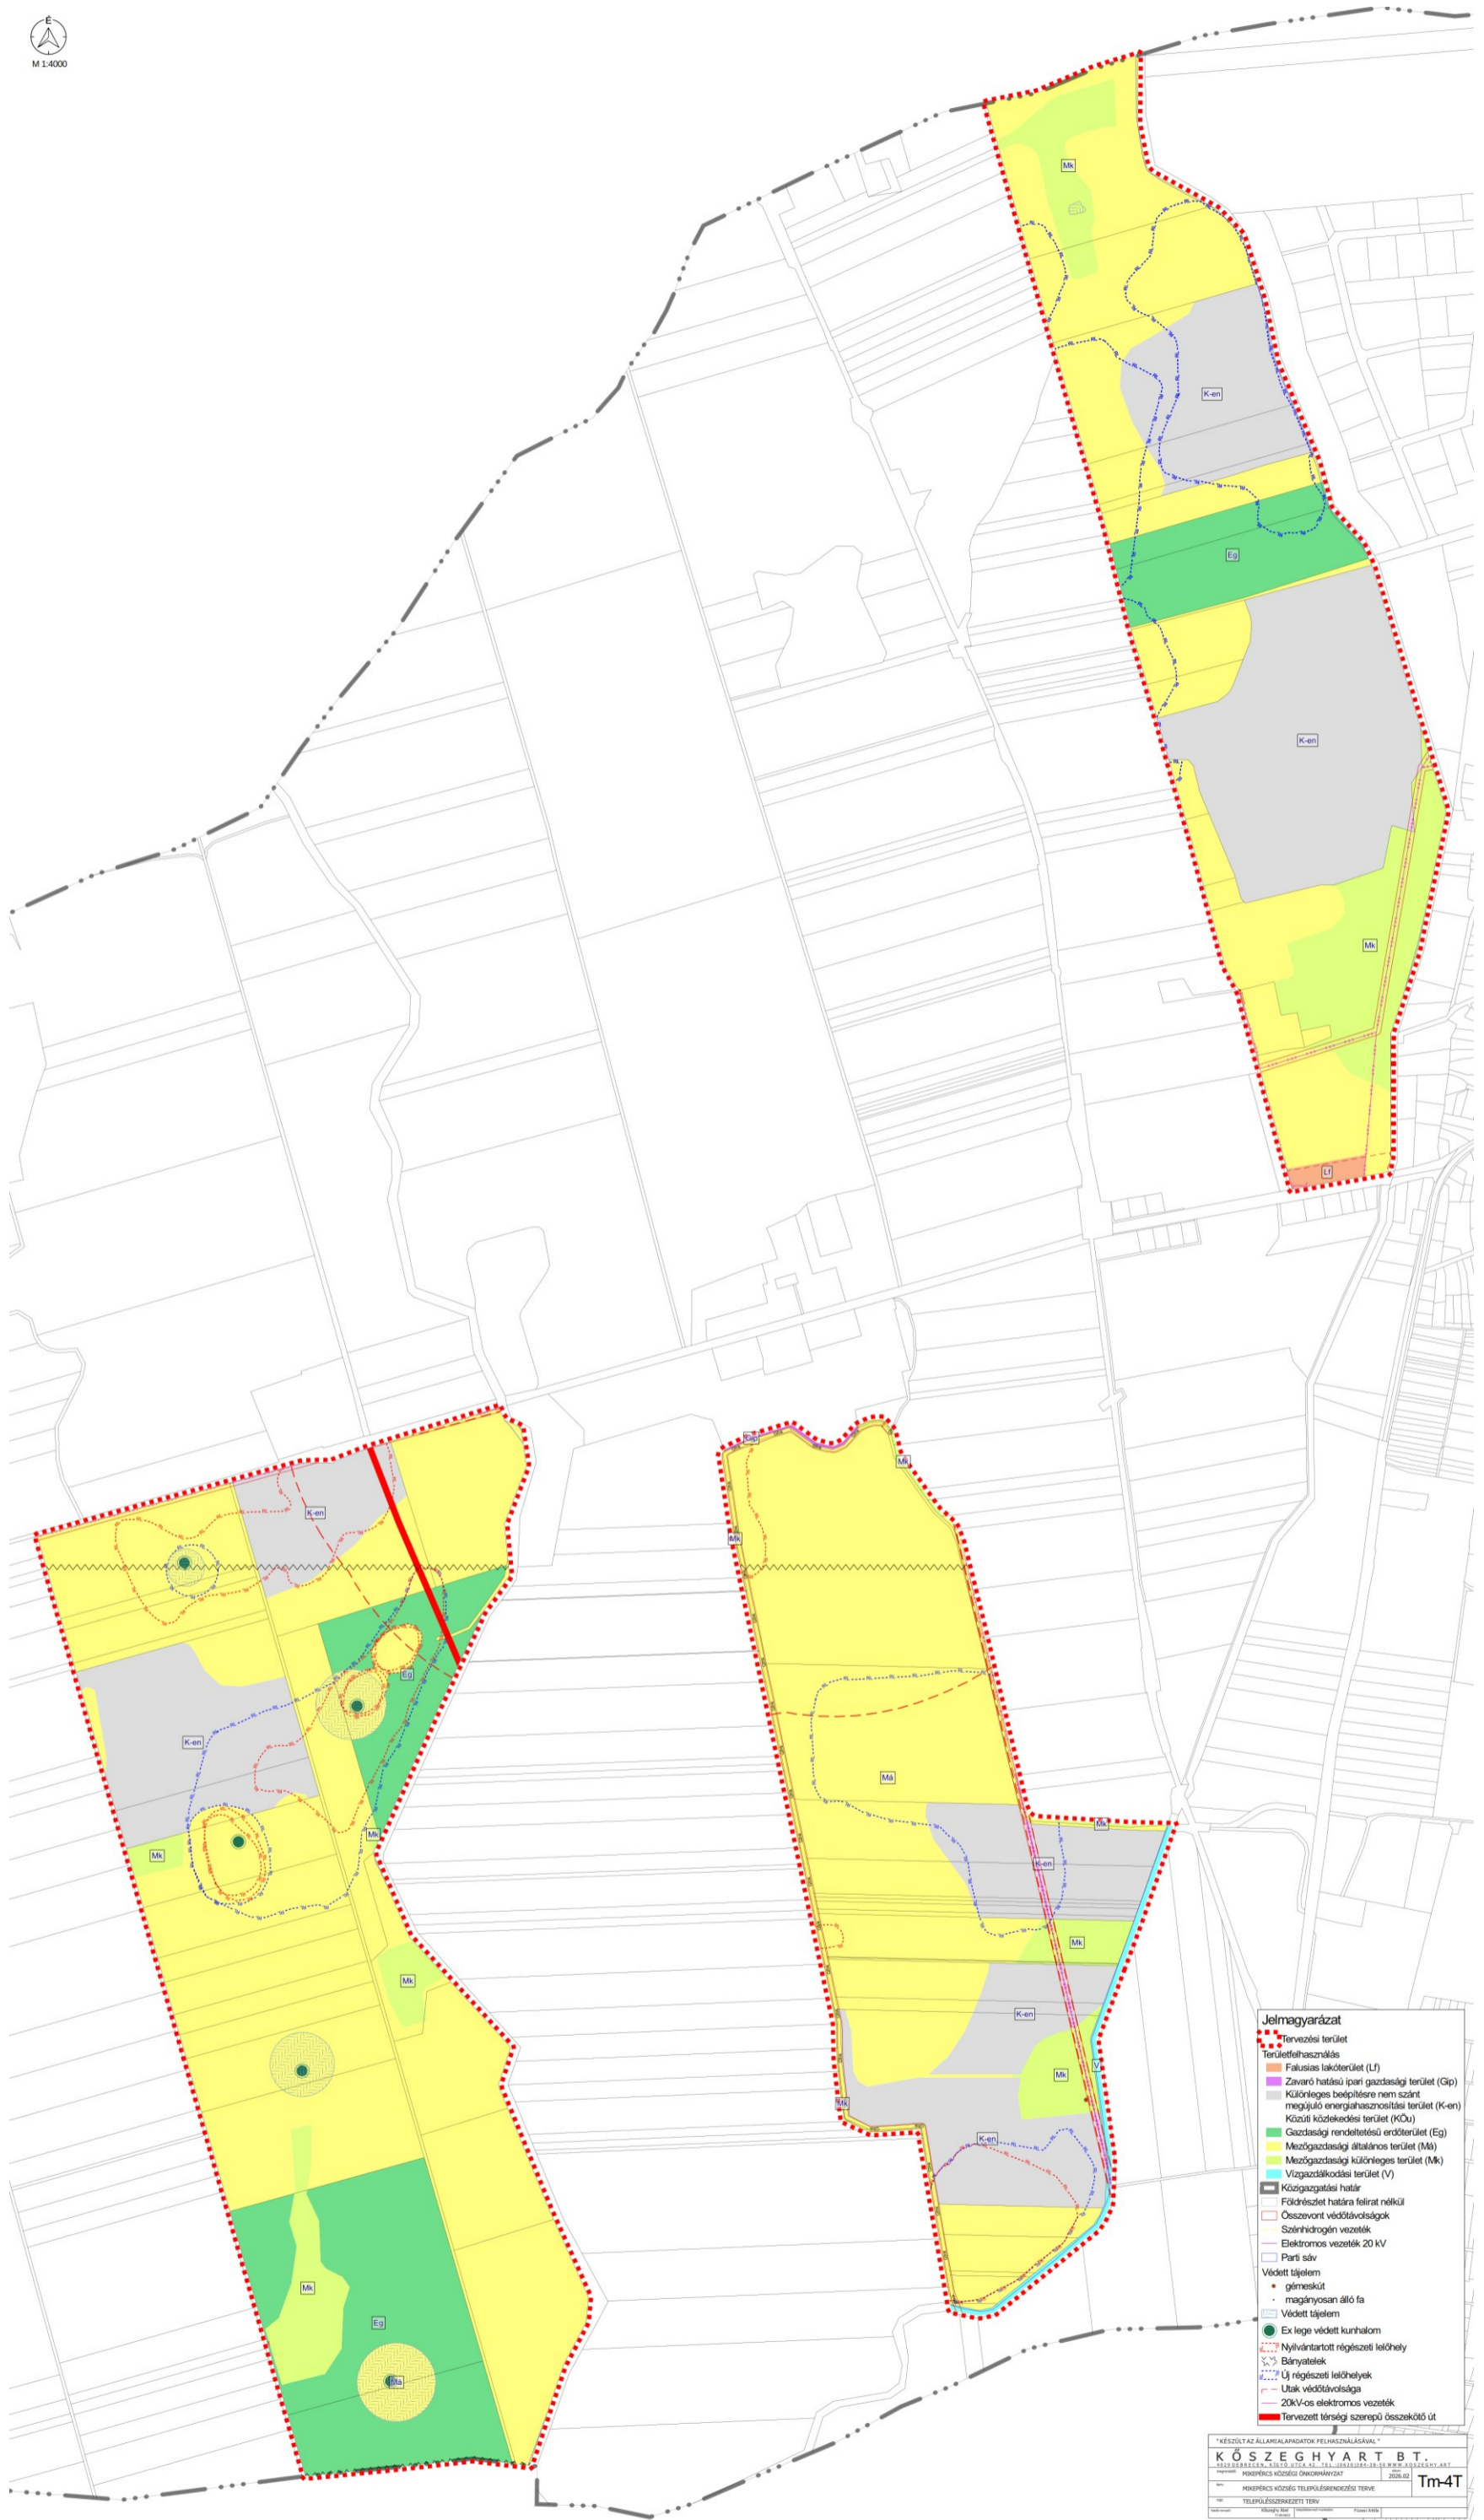 É
M 1:4000
Mk
K-en
Eg
K-en
Mk
Lf
Gip
Mk
K-en
Mk
Eg
K-en
Má
Mk
Mk
Mk
K-en
Mk
Mk
K-en
Mk
V
Mk
K-en
Mk
Eg
Má
Jelmagyarázat
Tervezési terület
Területfelhasználás
Falusias lakóterület (Lf)
Zavaró hatású ipari gazdasági terület (Gip)
Különleges beépítésre nem szánt
megújuló energiahasznosítási terület (K-en)
Közúti közlekedési terület (KÖu)
Gazdasági rendeltetésű erdőterület (Eg)
Mezőgazdasági általános terület (Má)
Mezőgazdasági különleges terület (Mk)
Vízgazdálkodási terület (V)
Közigazgatási határ
Földrészlet határa felirat nélkül
Összevont védőtávolságok
Szénhidrogén vezeték
Elektromos vezeték 20 kV
Parti sáv
Védett tájelem
gémeskút
magányosan álló fa
Védett tájelem
Ex lege védett kunhalom
Nyilvántartott régészeti lelőhely
Bányatelek
Új régészeti lelőhelyek
Utak védőtávolsága
20kV-os elektromos vezeték
Tervezett térségi szerepű összekötő út
"KÉSZÜLT AZ ÁLLAMI ALAPADATOK FELHASZNÁLÁSÁVAL"
KŐSZEGHYART BT.
MIKEPÉRCS KÖZSÉGI ÖNKORMÁNYZAT
2026.02
Tm-4T
MIKEPÉRCS KÖZSÉG TELEPÜLÉSRENDEZÉSI TERVE
TELEPÜLÉSSZERKEZETI TERV